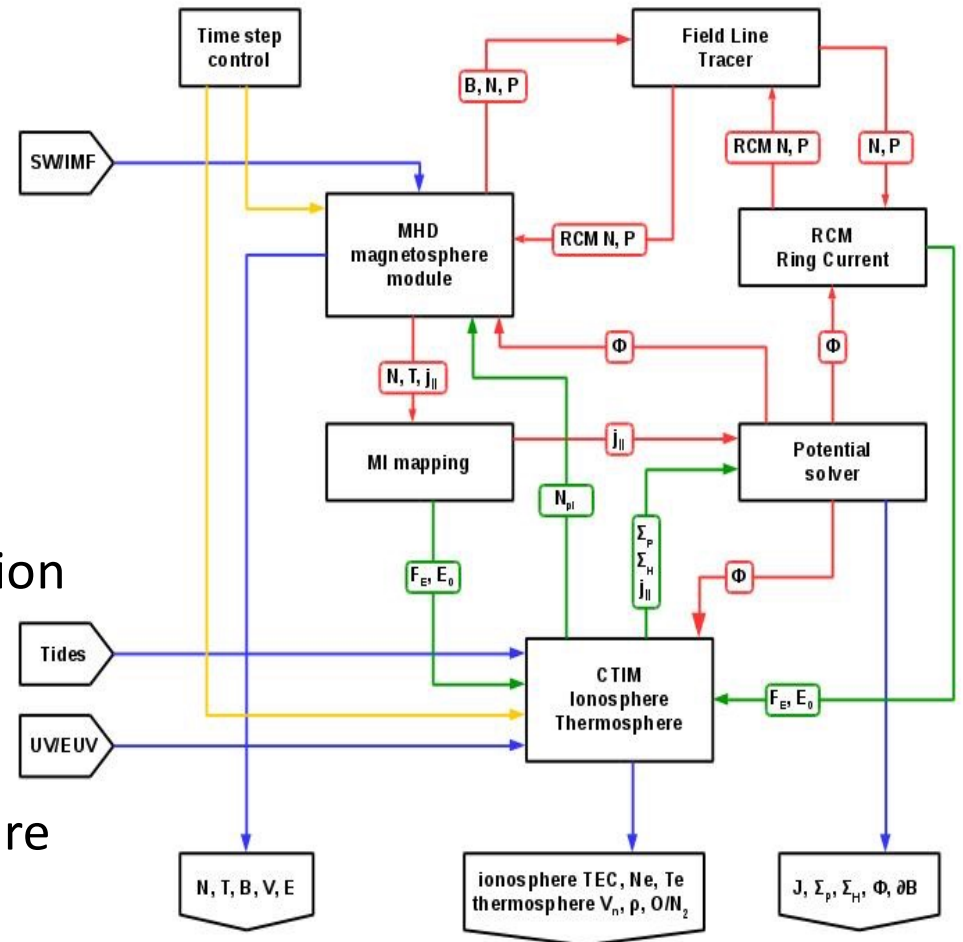 Time step
control
Field Line
Tracer
B, N, P
RCM N, P
N, P
SW/IMF
MHD
magnetosphere
module
RCM N, P
RCM
Ring Current
Φ
Φ
N, T, j||
MI mapping
j||
Potential
solver
Npl
ΣP
ΣH
j||
FE, E0
Φ
ion
Tides
CTIM
Ionosphere
Thermosphere
FE, E0
UV/EUV
re
N, T, B, V, E
ionosphere TEC, Ne, Te
thermosphere Vn, ρ, O/N2
J, ΣP, ΣH, Φ, ∂B